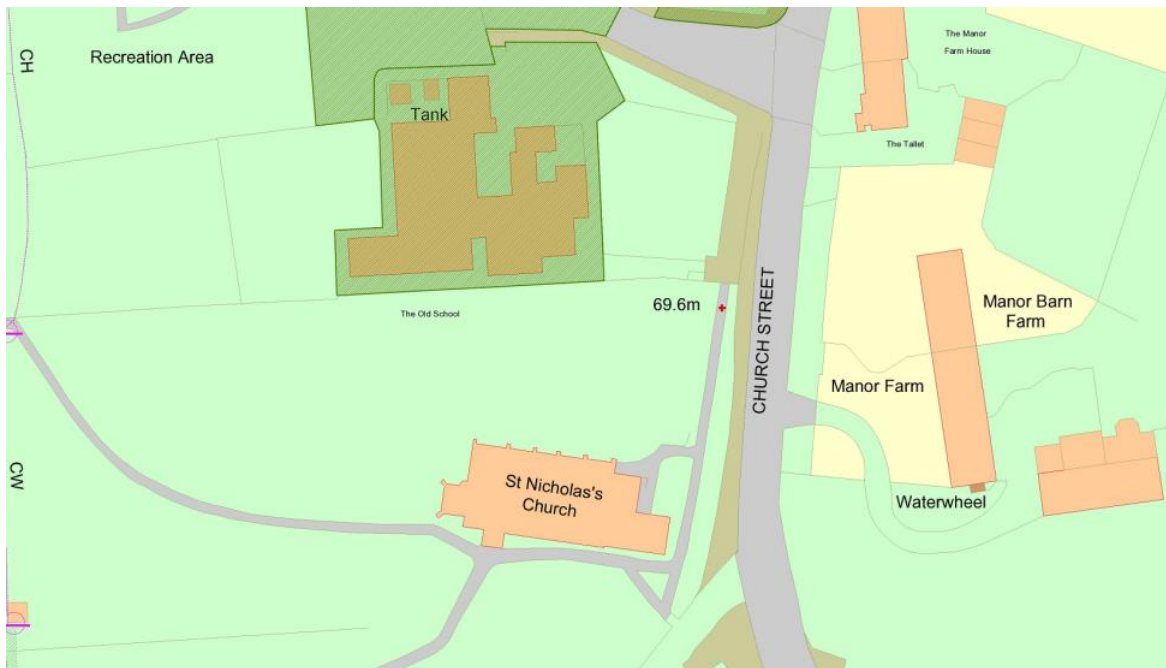 The Manor
Farm House
CH
Recreation Area
Tank
The Tallet
69.6m
Manor Barn
Farm
The Old School
CHURCH STREET
Manor Farm
CW
St Nicholas's
Church
Waterwheel